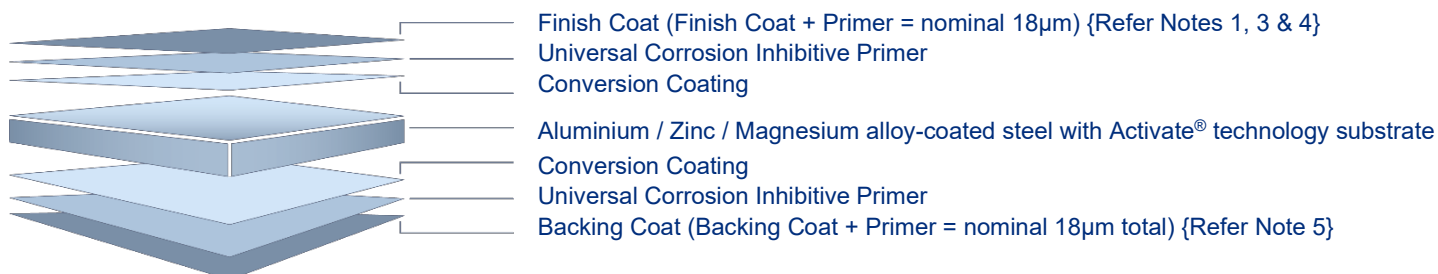 Finish Coat (Finish Coat + Primer = nominal 18µm) {Refer Notes 1, 3 & 4}
Universal Corrosion Inhibitive Primer
Conversion Coating
Aluminium / Zinc / Magnesium alloy-coated steel with Activate® technology substrate
Conversion Coating
Universal Corrosion Inhibitive Primer
Backing Coat (Backing Coat + Primer = nominal 18µm total) {Refer Note 5}